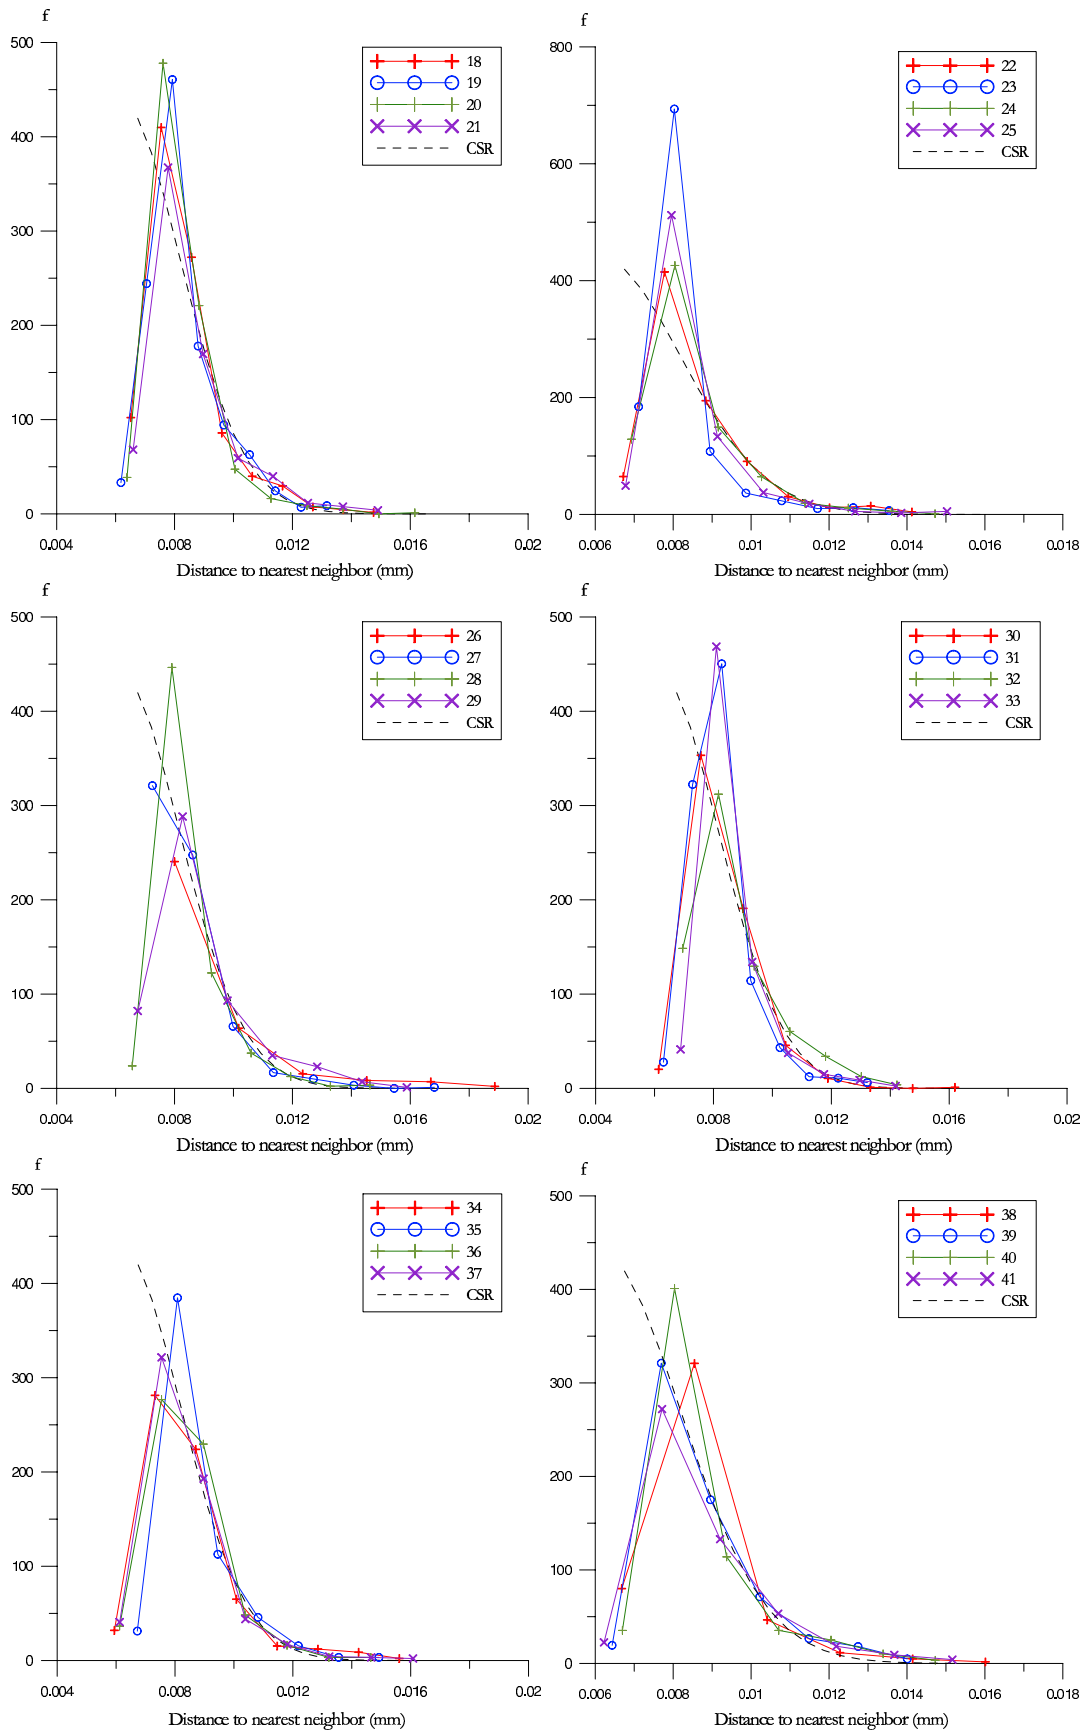 f
500
400
300
200
100
0
18
19
20
21
CSR
0.004 0.008 0.012 0.016 0.02
Distance to nearest neighbor (mm)
f
800
600
400
200
0
22
23
24
25
CSR
0.006 0.008 0.01 0.012 0.014 0.016 0.018
Distance to nearest neighbor (mm)
f
500
400
300
200
100
0
26
27
28
29
CSR
0.004 0.008 0.012 0.016 0.02
Distance to nearest neighbor (mm)
f
500
400
300
200
100
0
30
31
32
33
CSR
0.004 0.008 0.012 0.016 0.02
Distance to nearest neighbor (mm)
f
500
400
300
200
100
0
34
35
36
37
CSR
0.004 0.008 0.012 0.016 0.02
Distance to nearest neighbor (mm)
f
500
400
300
200
100
0
38
39
40
41
CSR
0.006 0.008 0.01 0.012 0.014 0.016 0.018
Distance to nearest neighbor (mm)